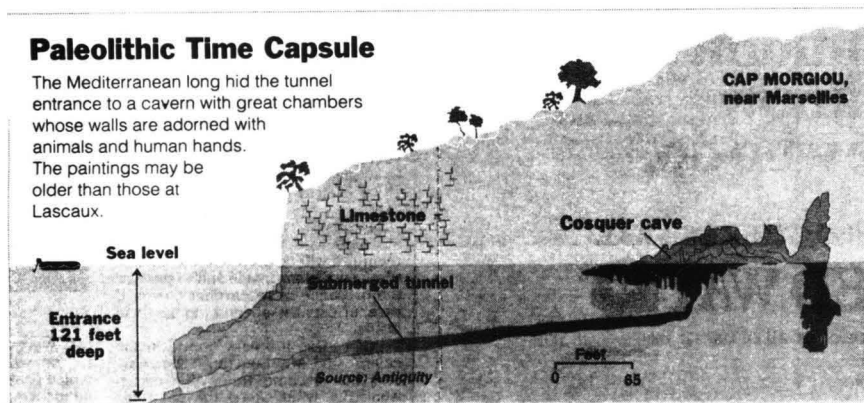 Paleolithic Time Capsule
The Mediterranean long hid the tunnel
entrance to a cavern with great chambers
whose walls are adorned with
animals and human hands.
The paintings may be
older than those at
Lascaux.
CAP MORGIOU,
near Marseilles
Limestone
Cosquer cave
Sea level
Submerged tunnel
Entrance
121 feet
deep
Feet
0 65
Source: Antiquity